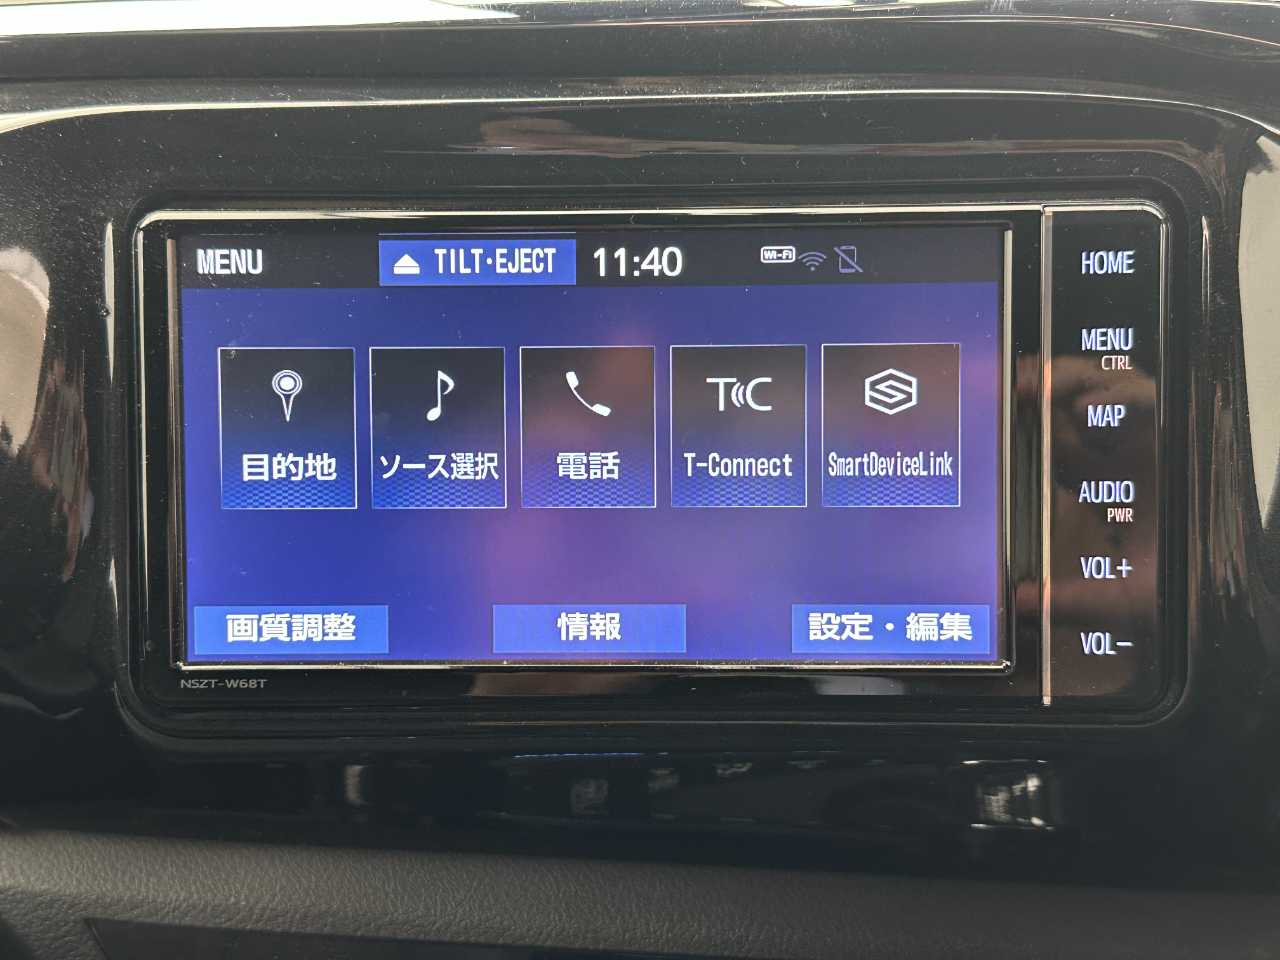 MENU
TILT・EJECT
11:40
Wi-Fi
目的地
ソース選択
電話
T-Connect
SmartDeviceLink
画質調整
情報
設定・編集
NSZT-W68T
HOME
MENU
CTRL
MAP
AUDIO
PWR
VOL+
VOL-